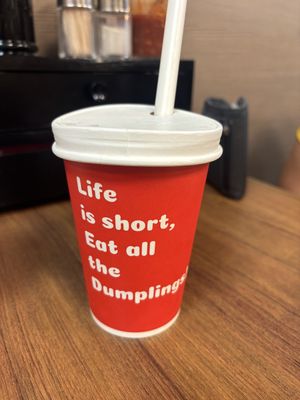 Life
is short,
Eat all
the
Dumplings